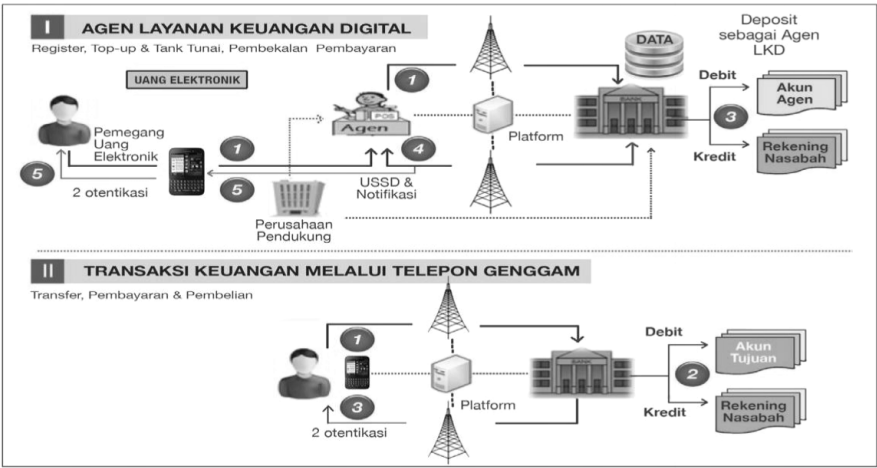 I AGEN LAYANAN KEUANGAN DIGITAL
Register, Top-up & Tank Tunai, Pembekalan Pembayaran
Deposit
sebagai Agen
LKD
UANG ELEKTRONIK
DATA
1
Debit
Akun
Agen
POS
Agen
BANK
3
Pemegang
Uang
Elektronik
Platform
1
4
Kredit
Rekening
Nasabah
5
2 otentikasi
5
USSD &
Notifikasi
Perusahaan
Pendukung
II TRANSAKSI KEUANGAN MELALUI TELEPON GENGGAM
Transfer, Pembayaran & Pembelian
1
Debit
Akun
Tujuan
BANK
2
3
Platform
Kredit
Rekening
Nasabah
2 otentikasi